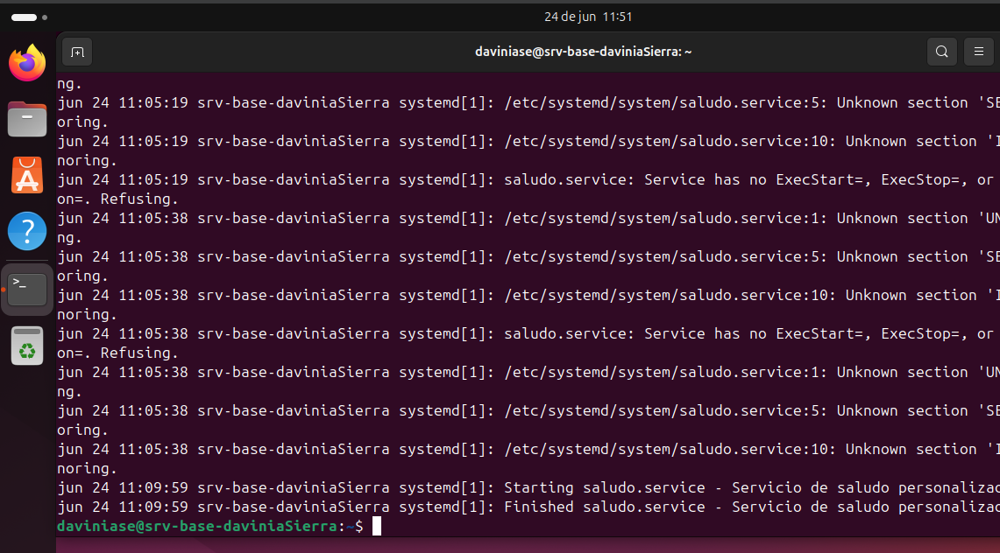 24 de jun 11:51
daviniase@srv-base-daviniaSierra: ~
ng.
jun 24 11:05:19 srv-base-daviniaSierra systemd[1]: /etc/systemd/system/saludo.service:5: Unknown section 'SE
oring.
jun 24 11:05:19 srv-base-daviniaSierra systemd[1]: /etc/systemd/system/saludo.service:10: Unknown section 'I
noring.
jun 24 11:05:19 srv-base-daviniaSierra systemd[1]: saludo.service: Service has no ExecStart=, ExecStop=, or
on=. Refusing.
jun 24 11:05:38 srv-base-daviniaSierra systemd[1]: /etc/systemd/system/saludo.service:1: Unknown section 'UN
ng.
jun 24 11:05:38 srv-base-daviniaSierra systemd[1]: /etc/systemd/system/saludo.service:5: Unknown section 'SE
oring.
jun 24 11:05:38 srv-base-daviniaSierra systemd[1]: /etc/systemd/system/saludo.service:10: Unknown section 'I
noring.
jun 24 11:05:38 srv-base-daviniaSierra systemd[1]: saludo.service: Service has no ExecStart=, ExecStop=, or
on=. Refusing.
jun 24 11:05:38 srv-base-daviniaSierra systemd[1]: /etc/systemd/system/saludo.service:1: Unknown section 'UN
ng.
jun 24 11:05:38 srv-base-daviniaSierra systemd[1]: /etc/systemd/system/saludo.service:5: Unknown section 'SE
oring.
jun 24 11:05:38 srv-base-daviniaSierra systemd[1]: /etc/systemd/system/saludo.service:10: Unknown section 'I
noring.
jun 24 11:09:59 srv-base-daviniaSierra systemd[1]: Starting saludo.service - Servicio de saludo personalizad
jun 24 11:09:59 srv-base-daviniaSierra systemd[1]: Finished saludo.service - Servicio de saludo personalizad
daviniase@srv-base-daviniaSierra:~$